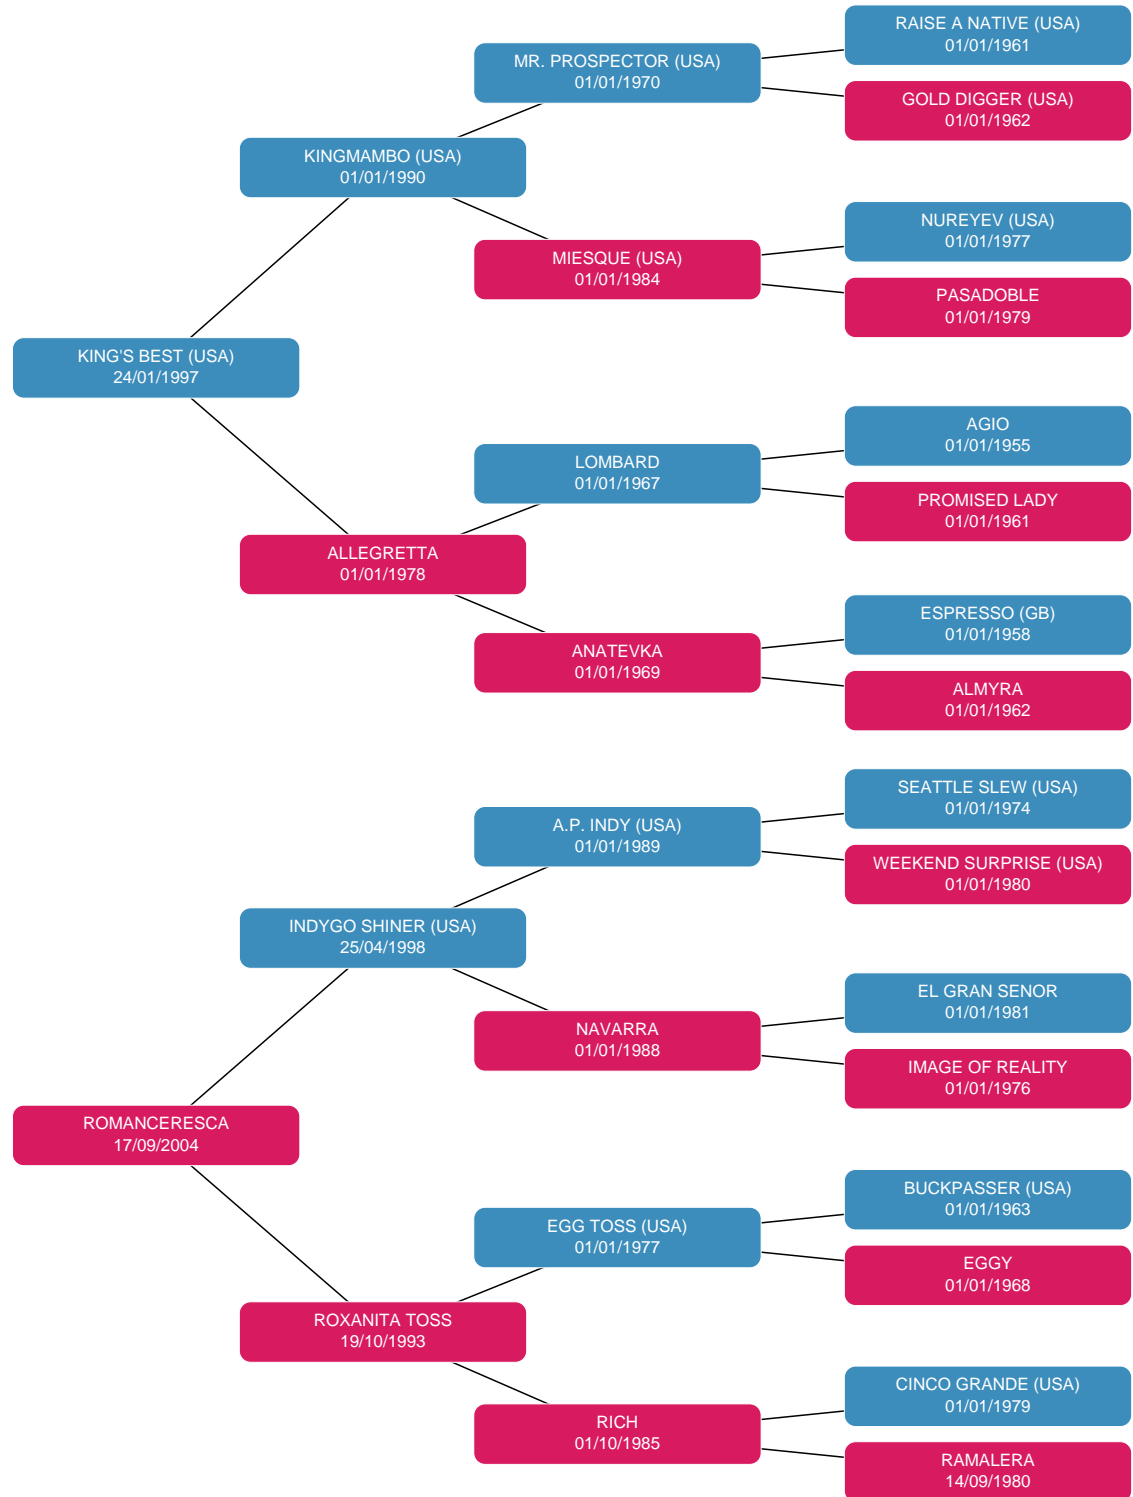 RAISE A NATIVE (USA)
01/01/1961
MR. PROSPECTOR (USA)
01/01/1970
GOLD DIGGER (USA)
01/01/1962
KINGMAMBO (USA)
01/01/1990
NUREYEV (USA)
01/01/1977
MIESQUE (USA)
01/01/1984
PASADOBLE
01/01/1979
KING'S BEST (USA)
24/01/1997
AGIO
01/01/1955
LOMBARD
01/01/1967
PROMISED LADY
01/01/1961
ALLEGRETTA
01/01/1978
ESPRESSO (GB)
01/01/1958
ANATEVKA
01/01/1969
ALMYRA
01/01/1962
SEATTLE SLEW (USA)
01/01/1974
A.P. INDY (USA)
01/01/1989
WEEKEND SURPRISE (USA)
01/01/1980
INDYGO SHINER (USA)
25/04/1998
EL GRAN SENOR
01/01/1981
NAVARRA
01/01/1988
IMAGE OF REALITY
01/01/1976
ROMANCERESCA
17/09/2004
BUCKPASSER (USA)
01/01/1963
EGG TOSS (USA)
01/01/1977
EGGY
01/01/1968
ROXANITA TOSS
19/10/1993
CINCO GRANDE (USA)
01/01/1979
RICH
01/10/1985
RAMALERA
14/09/1980